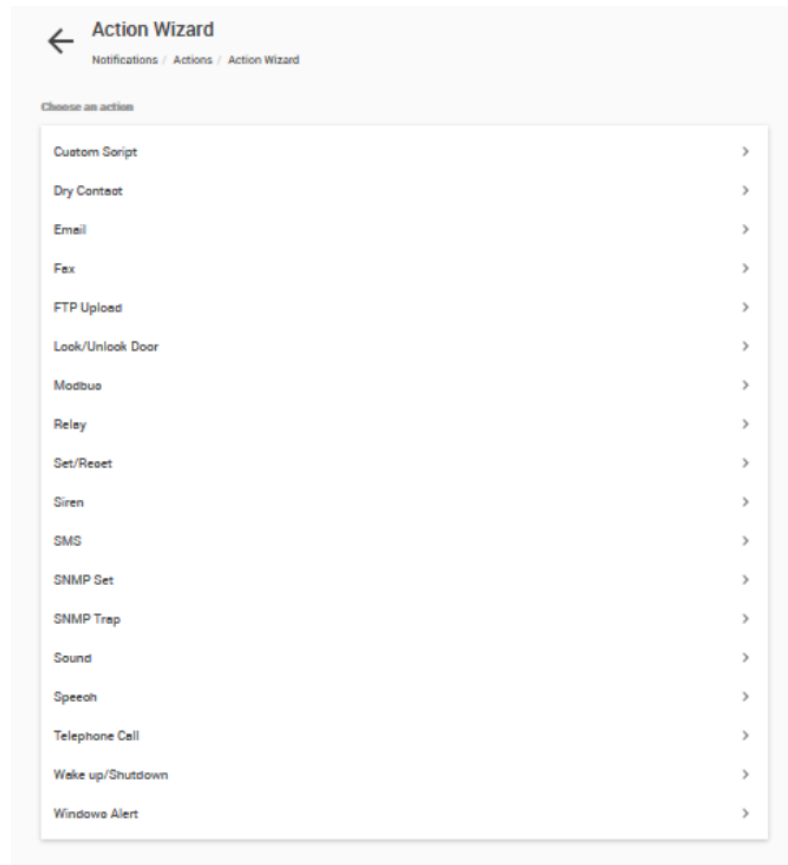 Action Wizard
Notifications / Actions / Action Wizard
Choose an action
Custom Script
Dry Contact
Email
Fax
FTP Upload
Lock/Unlock Door
Modbus
Relay
Set/Reset
Siren
SMS
SNMP Set
SNMP Trap
Sound
Speech
Telephone Call
Wake up/Shutdown
Windows Alert